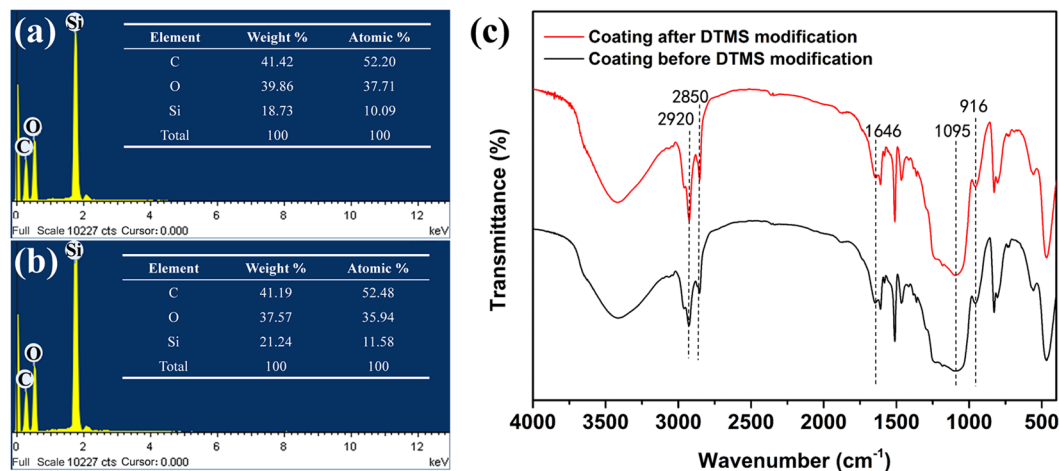 (a)
Si
O
C
Element Weight % Atomic %
C 41.42 52.20
O 39.86 37.71
Si 18.73 10.09
Total 100 100
0 2 4 6 8 10 12
Full Scale 10227 cts Cursor: 0.000 keV
(b)
Si
O
C
Element Weight % Atomic %
C 41.19 52.48
O 37.57 35.94
Si 21.24 11.58
Total 100 100
0 2 4 6 8 10 12
Full Scale 10227 cts Cursor: 0.000 keV
(c)
Coating after DTMS modification
Coating before DTMS modification
2920
2850
1646
1095
916
Transmittance (%)
4000 3500 3000 2500 2000 1500 1000 500
Wavenumber (cm⁻¹)